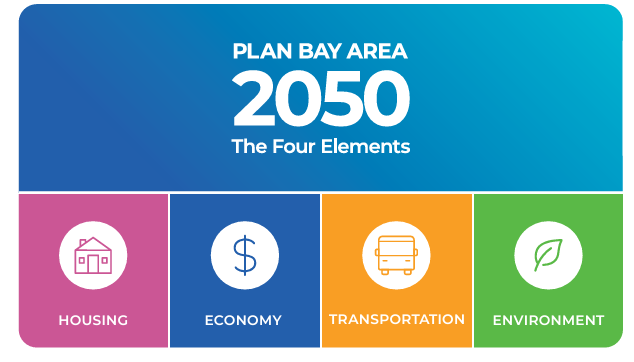 PLAN BAY AREA
2050
The Four Elements
HOUSING
ECONOMY
TRANSPORTATION
ENVIRONMENT